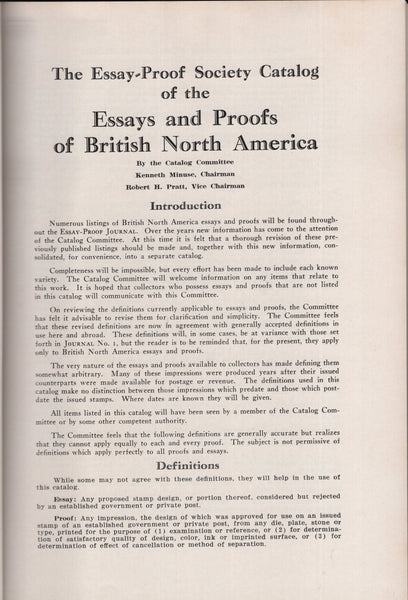 The Essay-Proof Society Catalog
of the
Essays and Proofs
of British North America
By the Catalog Committee
Kenneth Minuse, Chairman
Robert H. Pratt, Vice Chairman
Introduction
Numerous listings of British North America essays and proofs will be found through-
out the ESSAY-PROOF JOURNAL. Over the years new information has come to the attention
of the Catalog Committee. At this time it is felt that a thorough revision of these pre-
viously published listings should be made and, together with this new information, con-
solidated, for convenience, into a separate catalog.
Completeness will be impossible, but every effort has been made to include each known
variety. The Catalog Committee will welcome information on any items that relate to
this work. It is hoped that collectors who possess essays and proofs that are not listed
in this catalog will communicate with this Committee.
On reviewing the definitions currently applicable to essays and proofs, the Committee
has felt it advisable to revise them for clarification and simplicity. The Committee feels
that these revised definitions are now in agreement with generally accepted definitions in
use here and abroad. These definitions will, in some cases, be at variance with those set
forth in JOURNAL No. 1, but the reader is to be reminded that, for the present, they apply
only to British North America essays and proofs.
The very nature of the essays and proofs available to collectors has made defining them
somewhat arbitrary. Many of these impressions were produced years after their issued
counterparts were made available for postage or revenue. The definitions used in this
catalog make no distinction between those impressions which predate and those which post-
date the issued stamps. Where dates are known they will be given.
All items listed in this catalog will have been seen by a member of the Catalog Com-
mittee or by some other competent authority.
The Committee feels that the following definitions are generally accurate but realizes
that they cannot apply equally to each and every proof. The subject is not permissive of
definitions which apply perfectly to all proofs and essays.
Definitions
While some may not agree with these definitions, they will help in the use of
this catalog.
Essay: Any proposed stamp design, or portion thereof, considered but rejected
by an established government or private post.
Proof: Any impression, the design of which was approved for use on an issued
stamp of an established government or private post, from any die, plate, stone or
type, printed for the purpose of (1) examination or reference, or (2) for determina-
tion of satisfactory quality of design, color, ink or imprinted surface, or (3) for
determination of effect of cancellation or method of separation.